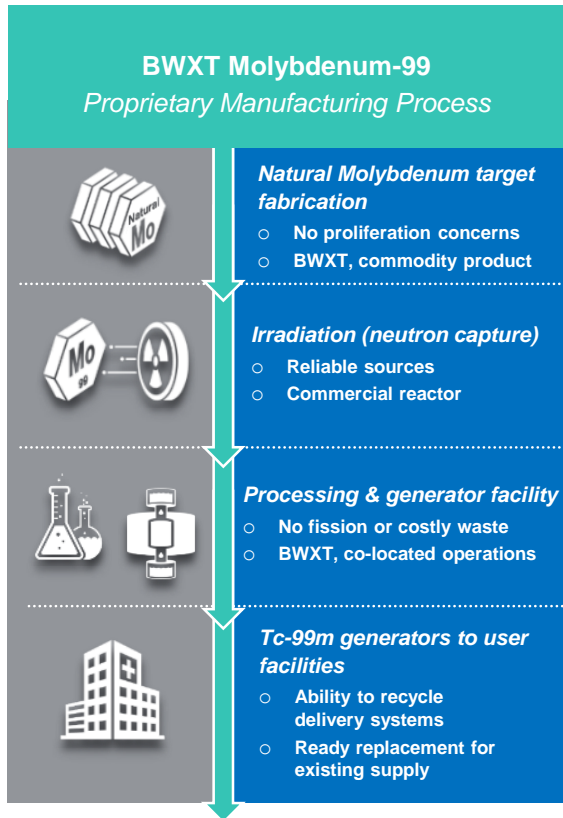 BWXT Molybdenum-99
Proprietary Manufacturing Process
Natural
Mo
Natural Molybdenum target
fabrication
o No proliferation concerns
o BWXT, commodity product
Mo
99
Irradiation (neutron capture)
o Reliable sources
o Commercial reactor
Processing & generator facility
o No fission or costly waste
o BWXT, co-located operations
Tc-99m generators to user
facilities
o Ability to recycle
delivery systems
o Ready replacement for
existing supply